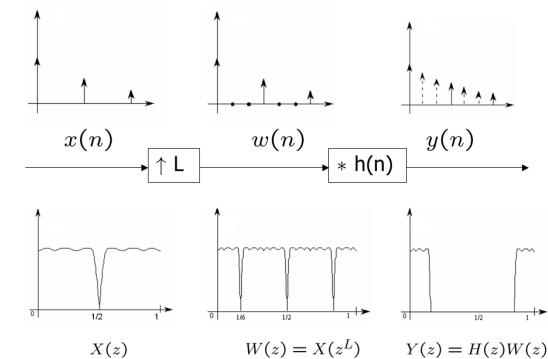 x(n) w(n) y(n)
↑ L * h(n)
0 1/2 1 0 1/6 1/2 1 0 1/2 1
X(z) W(z) = X(z^L) Y(z) = H(z)W(z)